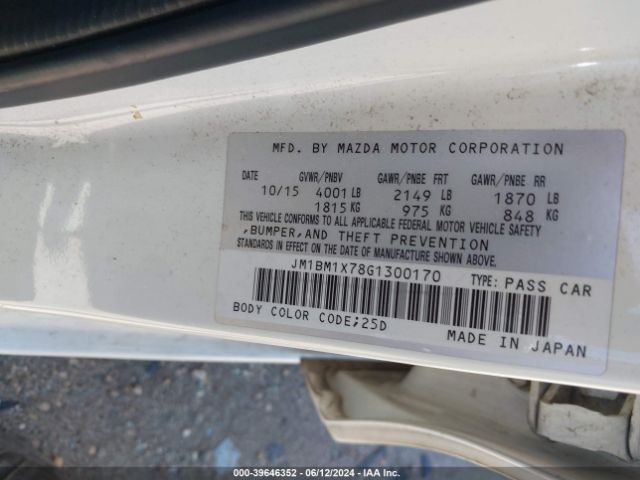 MFD. BY MAZDA MOTOR CORPORATION
DATE GVWR/PNBV GAWR/PNBE FRT GAWR/PNBE RR
10/15 4001 LB 2149 LB 1870 LB
1815 KG 975 KG 848 KG
THIS VEHICLE CONFORMS TO ALL APPLICABLE FEDERAL MOTOR VEHICLE SAFETY
,BUMPER,AND THEFT PREVENTION
STANDARDS IN EFFECT ON THE DATE OF MANUFACTURE SHOWN ABOVE.
JM1BM1X78G1300170 TYPE: PASS CAR
BODY COLOR CODE;25D MADE IN JAPAN
000-39646352 - 06/12/2024 - IAA Inc.